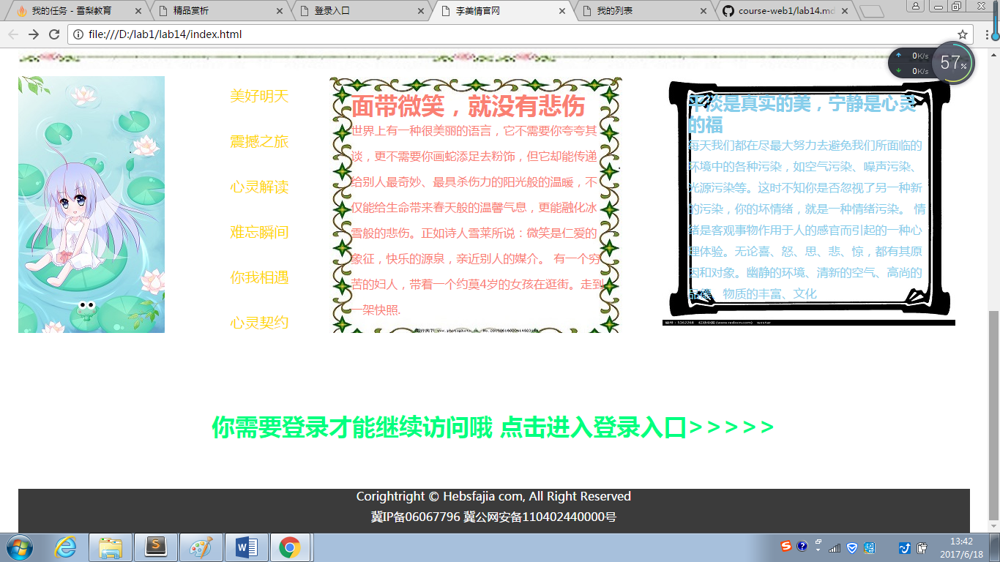 我的任务 - 雪梨教育
精品赏析
登录入口
李美情官网
我的列表
course-web1/lab14.md
file:///D:/lab1/lab14/index.html
0K/s
0K/s
57%
美好明天
震撼之旅
心灵解读
难忘瞬间
你我相遇
心灵契约
面带微笑，就没有悲伤
世界上有一种很美丽的语言，它不需要你夸夸其
谈，更不需要你画蛇添足去粉饰，但它却能传递
给别人最奇妙、最具杀伤力的阳光般的温暖，不
仅能给生命带来春天般的温馨气息，更能融化冰
雪般的悲伤。正如诗人雪莱所说：微笑是仁爱的
象征，快乐的源泉，亲近别人的媒介。 有一个穷
苦的妇人，带着一个约莫4岁的女孩在逛街。走到
一架快照.
平淡是真实的美，宁静是心灵
的福
每天我们都在尽最大努力去避免我们所面临的
环境中的各种污染，如空气污染、噪声污染、
光源污染等。这时不知你是否忽视了另一种新
的污染，你的坏情绪，就是一种情绪污染。 情
绪是客观事物作用于人的感官而引起的一种心
理体验。无论喜、怒、思、悲、惊，都有其原
因和对象。幽静的环境、清新的空气、高尚的
品德、物质的丰富、文化
编号：5362268 红动中国 (www.redocn.com) wzstar
你需要登录才能继续访问哦 点击进入登录入口>>>>>
Corightright © Hebsfajia com, All Right Reserved
冀IP备06067796 冀公网安备110402440000号
13:42
2017/6/18